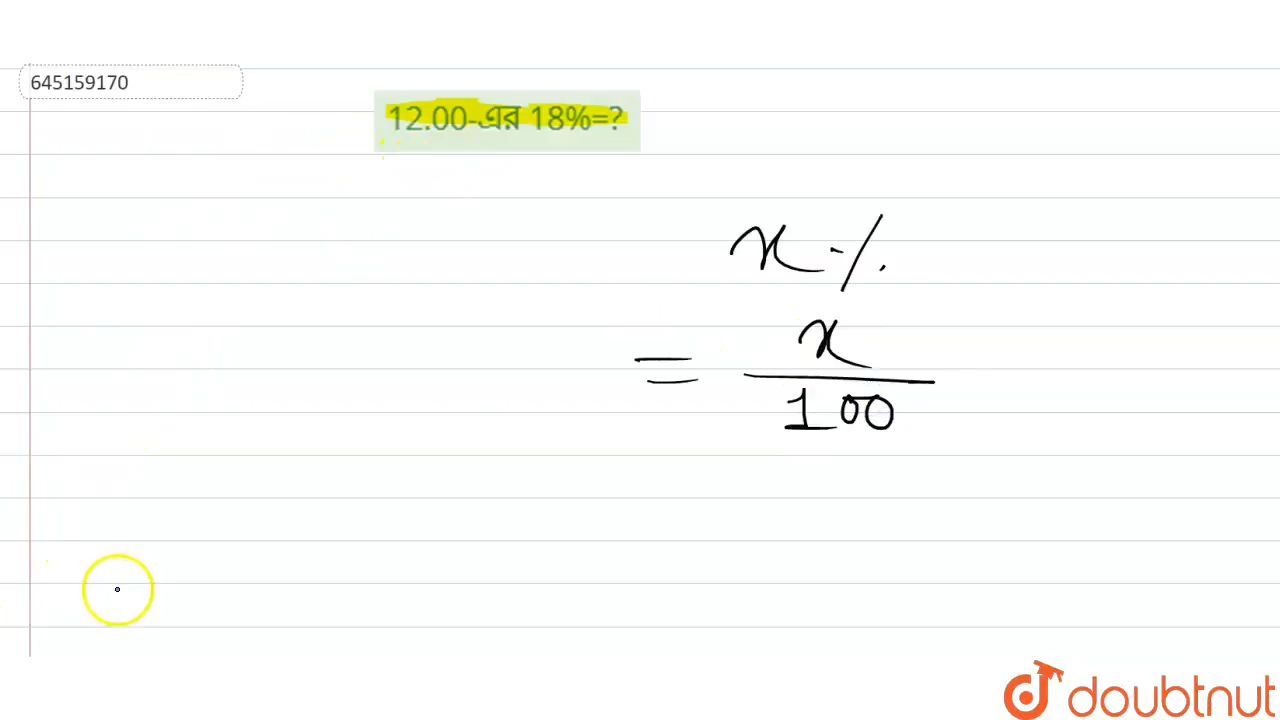 645159170
12.00-এর 18%=?
x %
= x
100
doubtnut